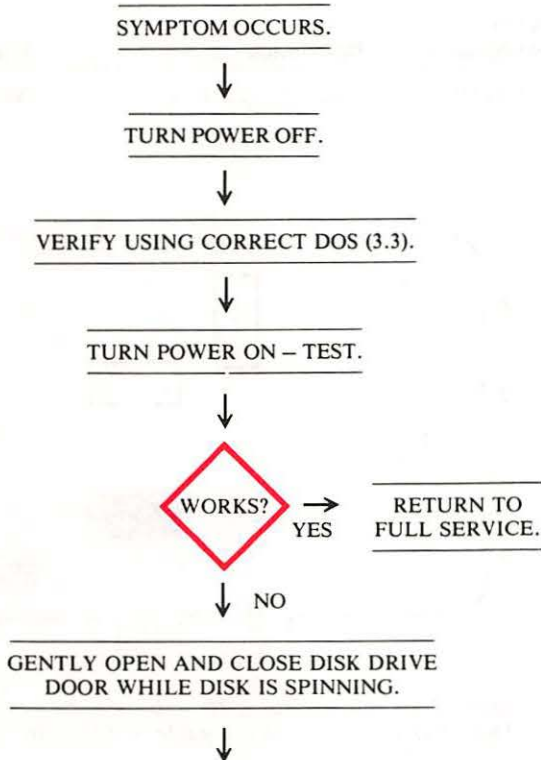 SYMPTOM OCCURS.
TURN POWER OFF.
VERIFY USING CORRECT DOS (3.3).
TURN POWER ON – TEST.
WORKS?
YES
RETURN TO
FULL SERVICE.
NO
GENTLY OPEN AND CLOSE DISK DRIVE
DOOR WHILE DISK IS SPINNING.